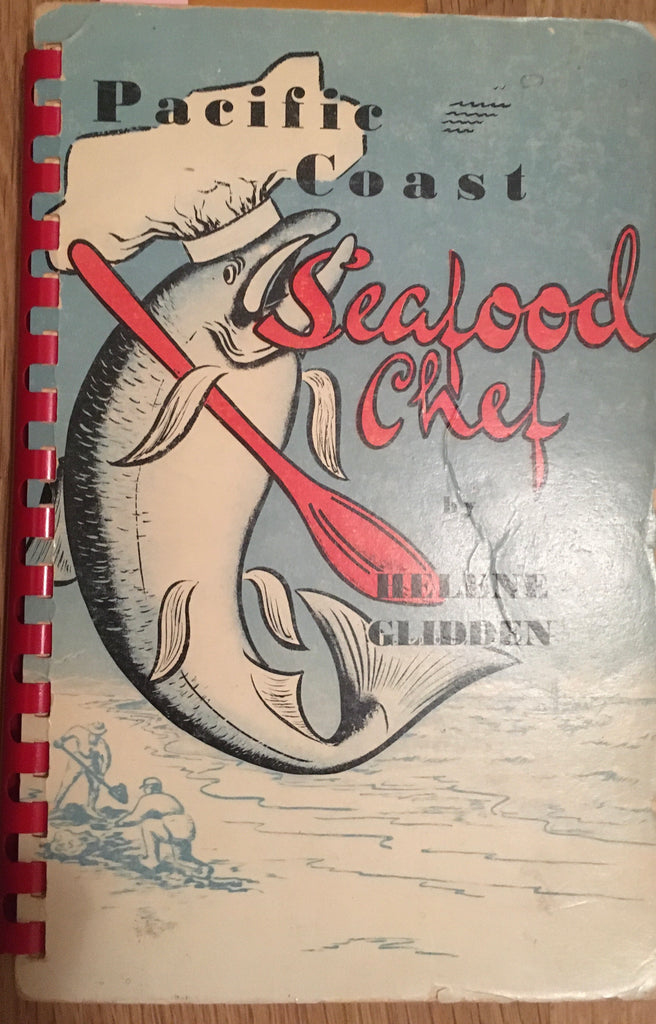 Pacific
Coast
Seafood
Chef
by
HELENE
GLIDDEN